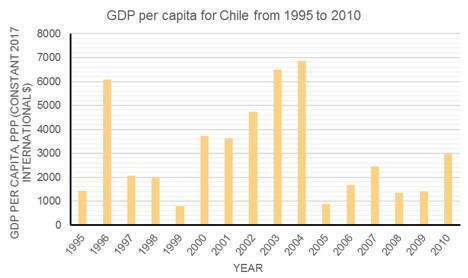 GDP per capita for Chile from 1995 to 2010
GDP PER CAPITA, PPP (CONSTANT 2017
INTERNATIONAL $)
8000
7000
6000
5000
4000
3000
2000
1000
0
1995 1996 1997 1998 1999 2000 2001 2002 2003 2004 2005 2006 2007 2008 2009 2010
YEAR